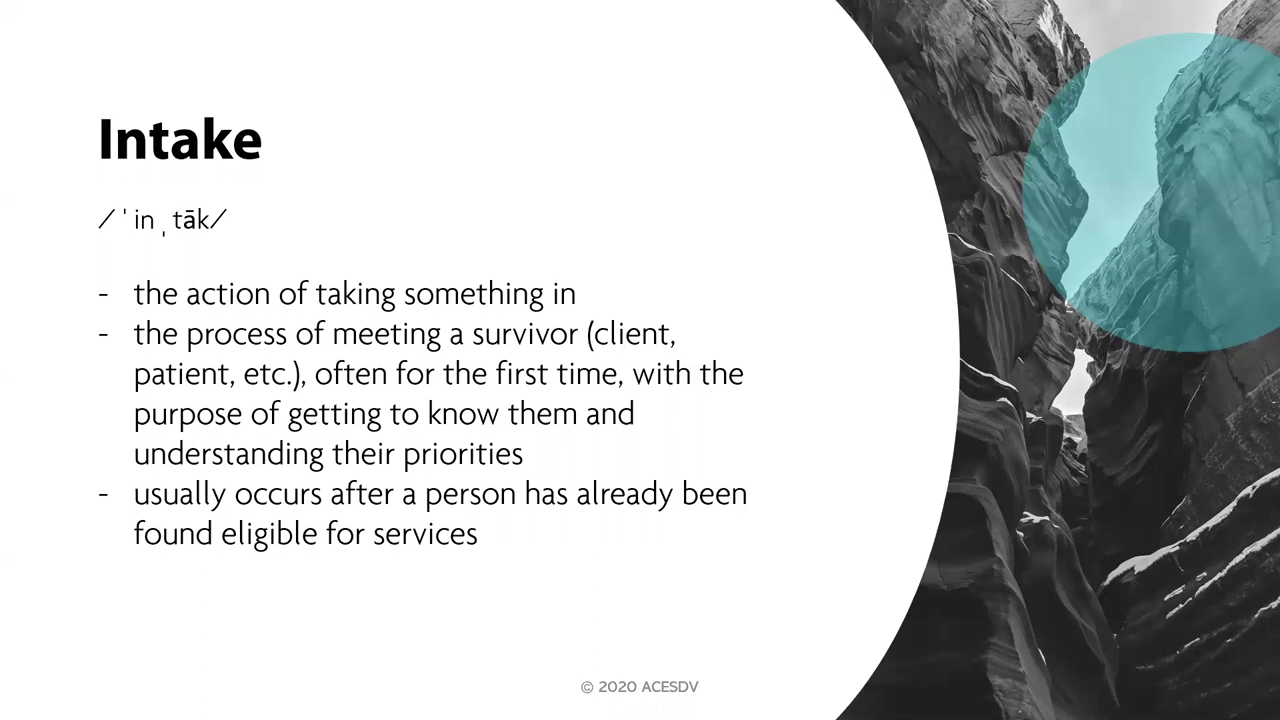 Intake
/ˈinˌtāk/
- the action of taking something in
- the process of meeting a survivor (client,
patient, etc.), often for the first time, with the
purpose of getting to know them and
understanding their priorities
- usually occurs after a person has already been
found eligible for services
© 2020 ACESDV